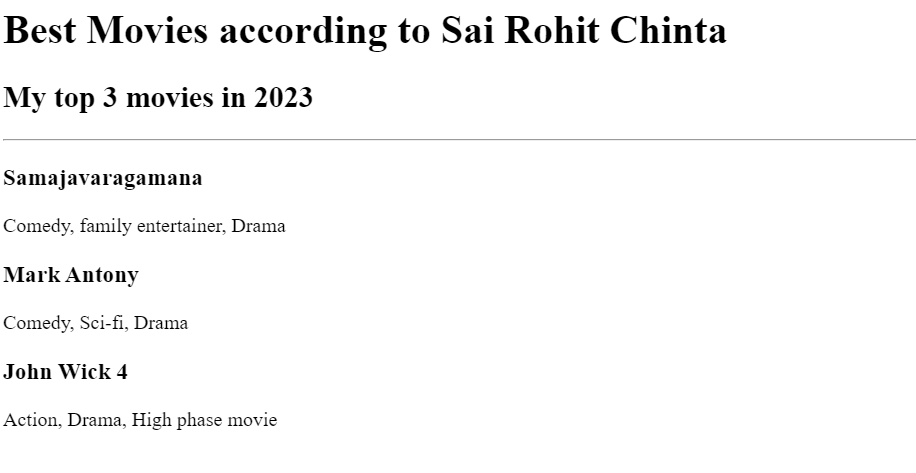 Best Movies according to Sai Rohit Chinta
My top 3 movies in 2023
Samajavaragamana
Comedy, family entertainer, Drama
Mark Antony
Comedy, Sci-fi, Drama
John Wick 4
Action, Drama, High phase movie